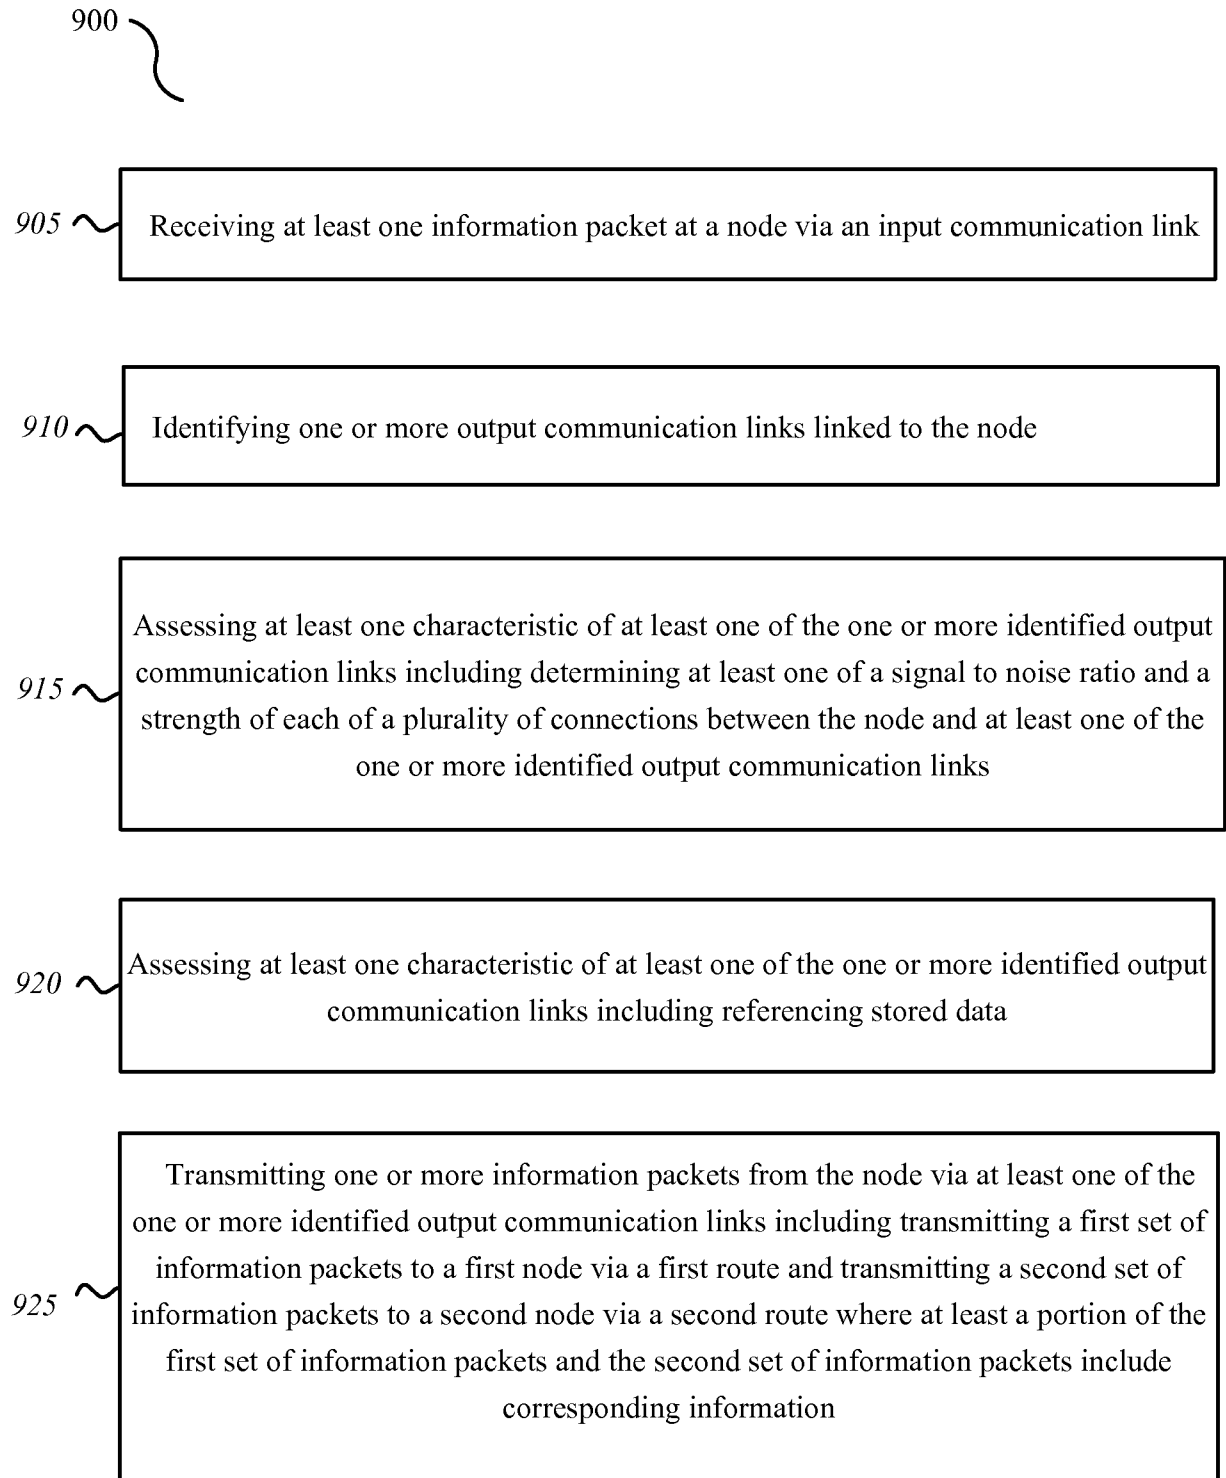 900
905
Receiving at least one information packet at a node via an input communication link
910
Identifying one or more output communication links linked to the node
Assessing at least one characteristic of at least one of the one or more identified output
communication links including determining at least one of a signal to noise ratio and a
915
strength of each of a plurality of connections between the node and at least one of the
one or more identified output communication links
920
Assessing at least one characteristic of at least one of the one or more identified output
communication links including referencing stored data
Transmitting one or more information packets from the node via at least one of the
one or more identified output communication links including transmitting a first set of
information packets to a first node via a first route and transmitting a second set of
925
information packets to a second node via a second route where at least a portion of the
first set of information packets and the second set of information packets include
corresponding information